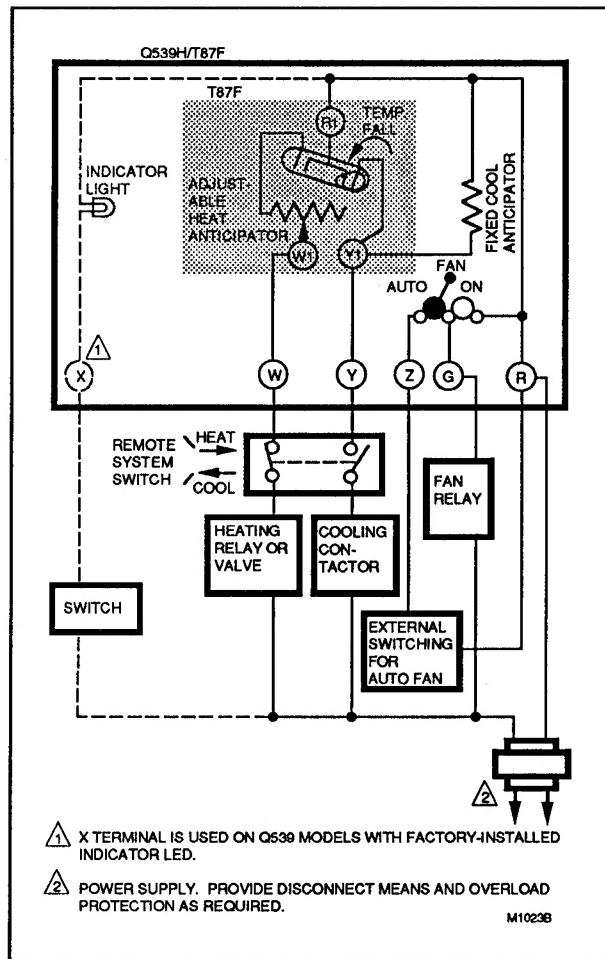 Q539H/T87F
T87F
R1
TEMP.
FALL
INDICATOR
LIGHT
ADJUST-
ABLE
HEAT
ANTICIPATOR
W1
Y1
FIXED COOL
ANTICIPATOR
FAN
AUTO
ON
1
X
W
Y
Z
G
R
REMOTE
SYSTEM
SWITCH
HEAT
COOL
FAN
RELAY
HEATING
RELAY OR
VALVE
COOLING
CON-
TACTOR
SWITCH
EXTERNAL
SWITCHING
FOR
AUTO FAN
2
1 X TERMINAL IS USED ON Q539 MODELS WITH FACTORY-INSTALLED
INDICATOR LED.
2 POWER SUPPLY. PROVIDE DISCONNECT MEANS AND OVERLOAD
PROTECTION AS REQUIRED.
M1023B